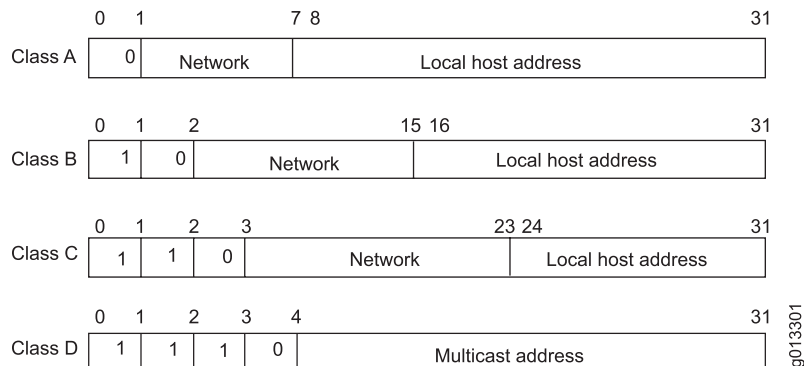 0 1 7 8 31
Class A 0 Network Local host address
0 1 2 15 16 31
Class B 1 0 Network Local host address
0 1 2 3 23 24 31
Class C 1 1 0 Network Local host address
0 1 2 3 4 31
Class D 1 1 1 0 Multicast address
g013301